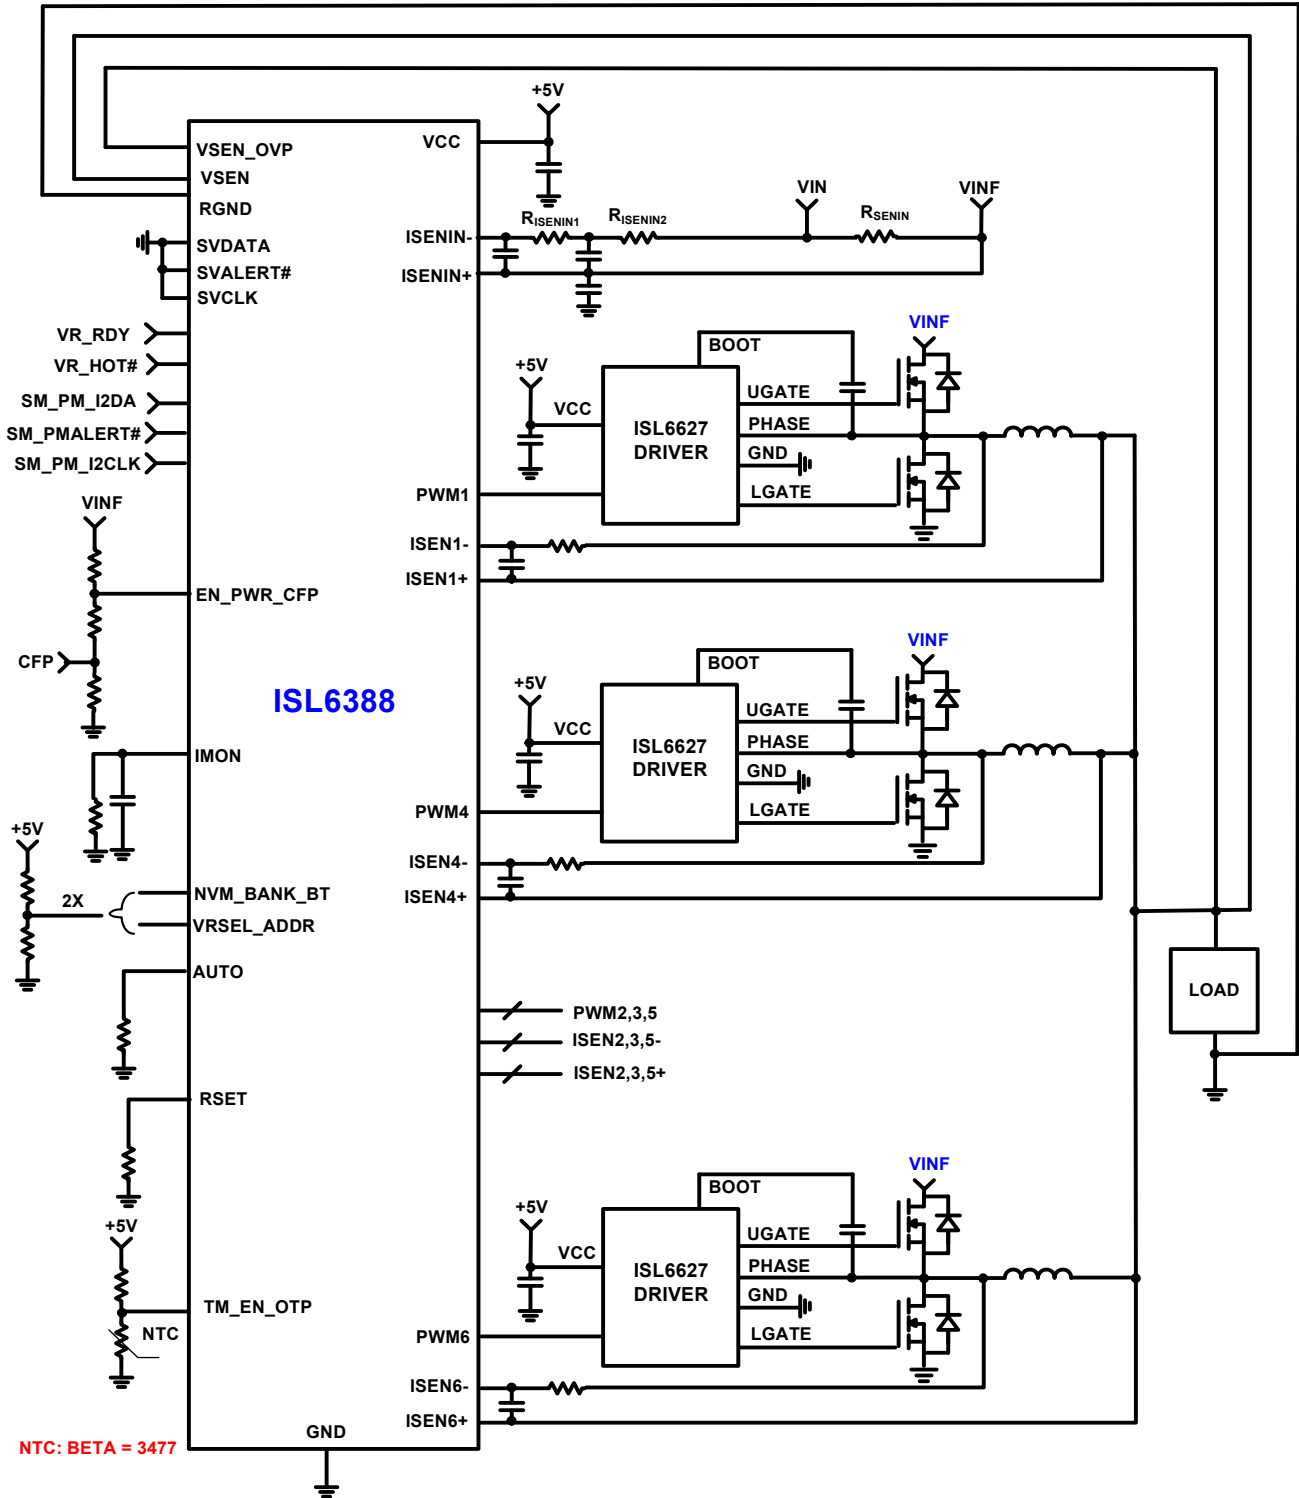 +5V
VSEN_OVP
VCC
VSEN
RGND
VIN
VINF
RISENIN1
RISENIN2
RSENIN
ISENIN-
SVDATA
SVALERT#
ISENIN+
SVCLK
VR_RDY
VR_HOT#
SM_PM_I2DA
SM_PMALERT#
SM_PM_I2CLK
VINF
BOOT
+5V
VCC
UGATE
ISL6627
DRIVER
PHASE
GND
LGATE
PWM1
ISEN1-
ISEN1+
VINF
EN_PWR_CFP
CFP
ISL6388
VINF
BOOT
+5V
VCC
UGATE
ISL6627
DRIVER
PHASE
GND
LGATE
PWM4
ISEN4-
ISEN4+
IMON
+5V
2X
NVM_BANK_BT
VRSEL_ADDR
AUTO
LOAD
PWM2,3,5
ISEN2,3,5-
ISEN2,3,5+
RSET
VINF
BOOT
+5V
VCC
UGATE
ISL6627
DRIVER
PHASE
GND
LGATE
PWM6
ISEN6-
ISEN6+
+5V
TM_EN_OTP
NTC
GND
NTC: BETA = 3477